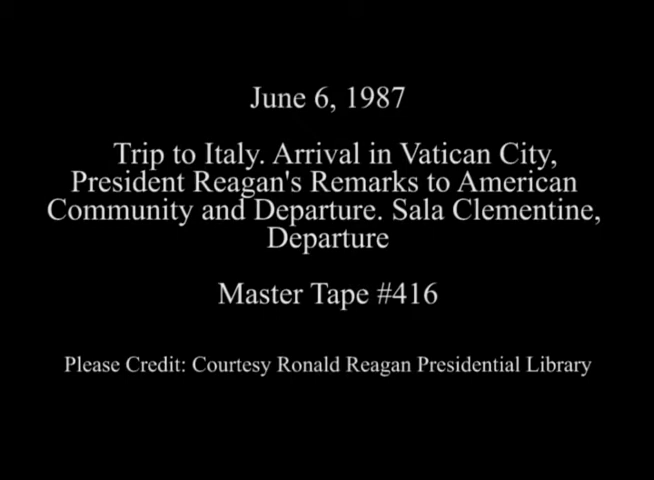 June 6, 1987
Trip to Italy. Arrival in Vatican City,
President Reagan's Remarks to American
Community and Departure. Sala Clementine,
Departure
Master Tape #416
Please Credit: Courtesy Ronald Reagan Presidential Library